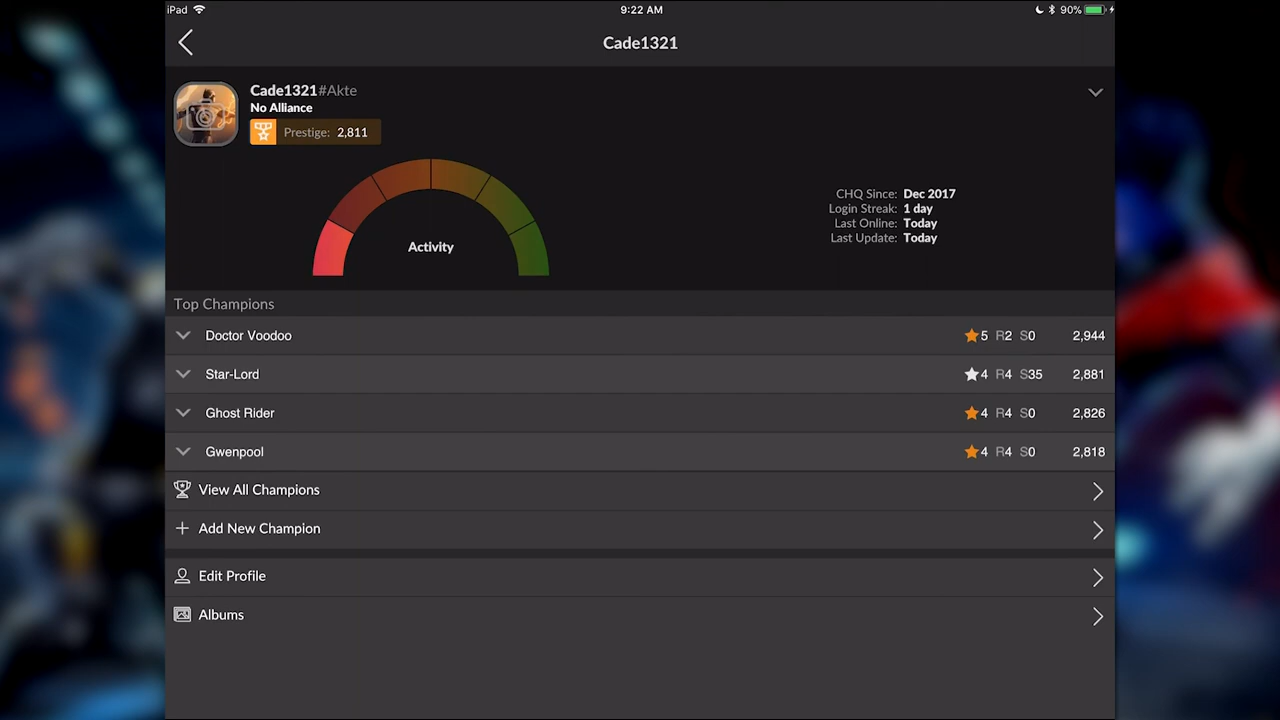 iPad 9:22 AM 90%
Cade1321
Cade1321#Akte
No Alliance
Prestige: 2,811
Activity
CHQ Since: Dec 2017
Login Streak: 1 day
Last Online: Today
Last Update: Today
Top Champions
Doctor Voodoo 5 R2 S0 2,944
Star-Lord 4 R4 S35 2,881
Ghost Rider 4 R4 S0 2,826
Gwenpool 4 R4 S0 2,818
View All Champions
Add New Champion
Edit Profile
Albums